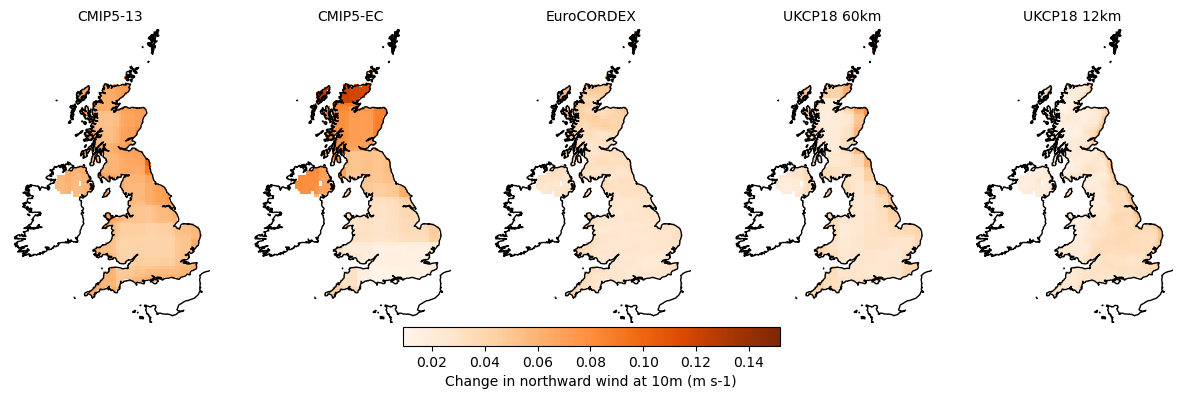 CMIP5-13 CMIP5-EC EuroCORDEX UKCP18 60km UKCP18 12km
0.02 0.04 0.06 0.08 0.10 0.12 0.14
Change in northward wind at 10m (m s-1)